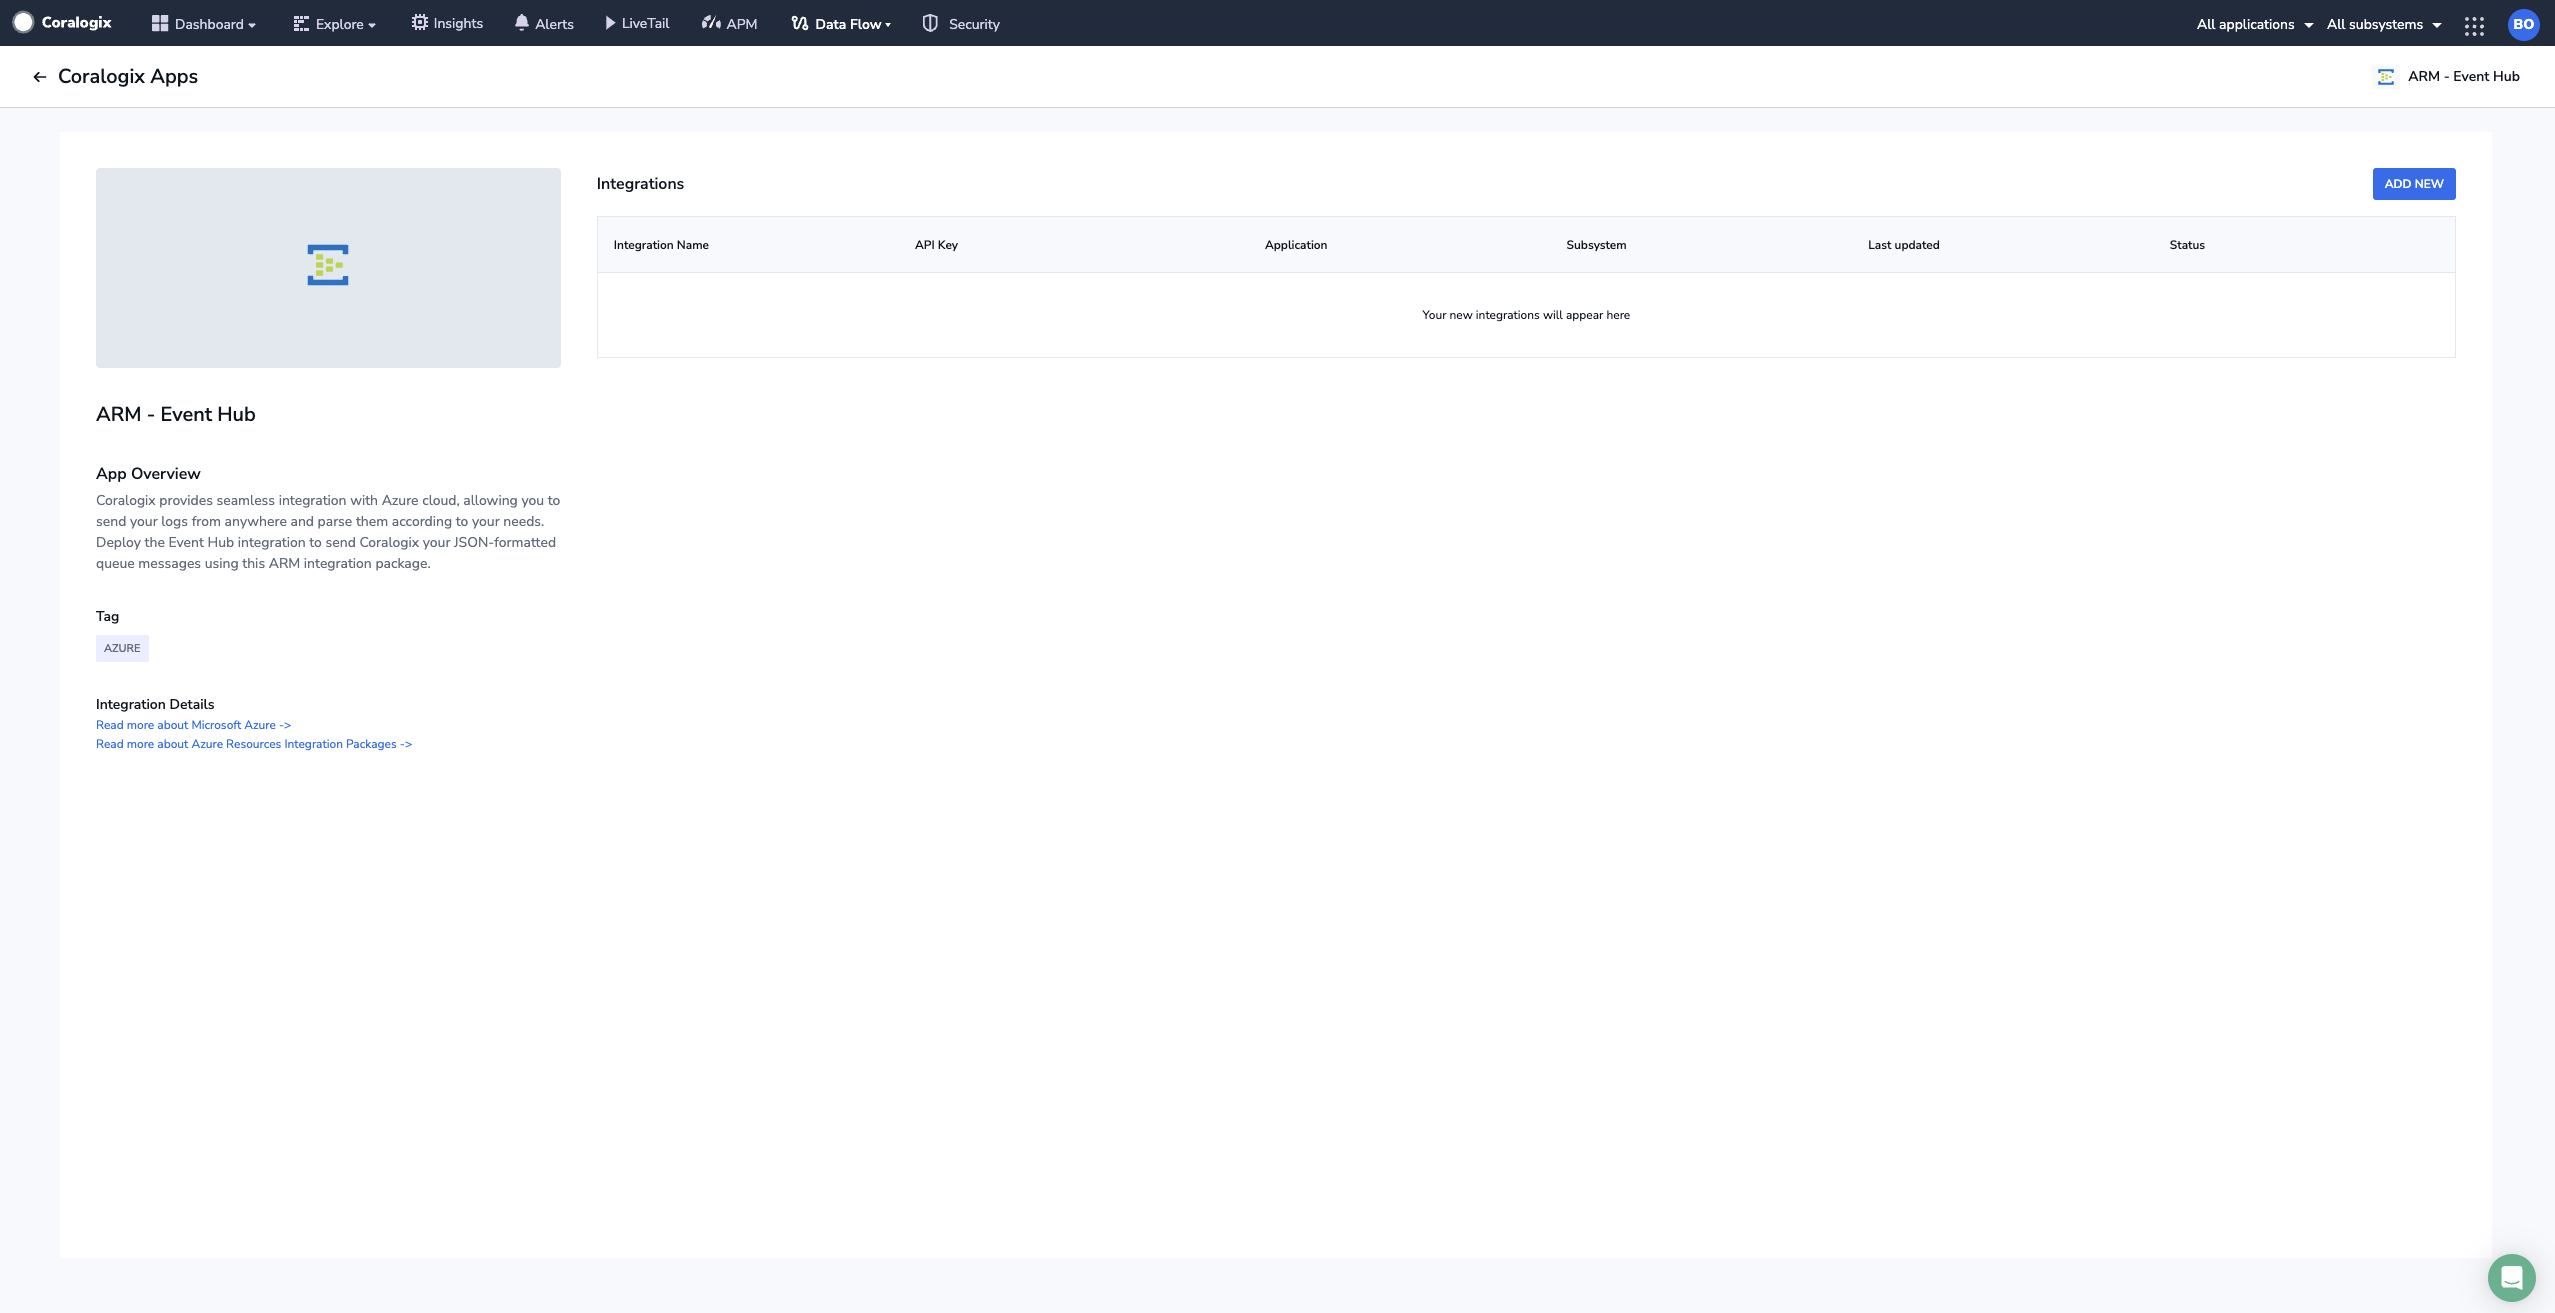 Coralogix
Dashboard
Explore
Insights
Alerts
LiveTail
APM
Data Flow
Security
All applications
All subsystems
BO
Coralogix Apps
ARM - Event Hub
Integrations
ADD NEW
Integration Name
API Key
Application
Subsystem
Last updated
Status
Your new integrations will appear here
ARM - Event Hub
App Overview
Coralogix provides seamless integration with Azure cloud, allowing you to
send your logs from anywhere and parse them according to your needs.
Deploy the Event Hub integration to send Coralogix your JSON-formatted
queue messages using this ARM integration package.
Tag
AZURE
Integration Details
Read more about Microsoft Azure ->
Read more about Azure Resources Integration Packages ->